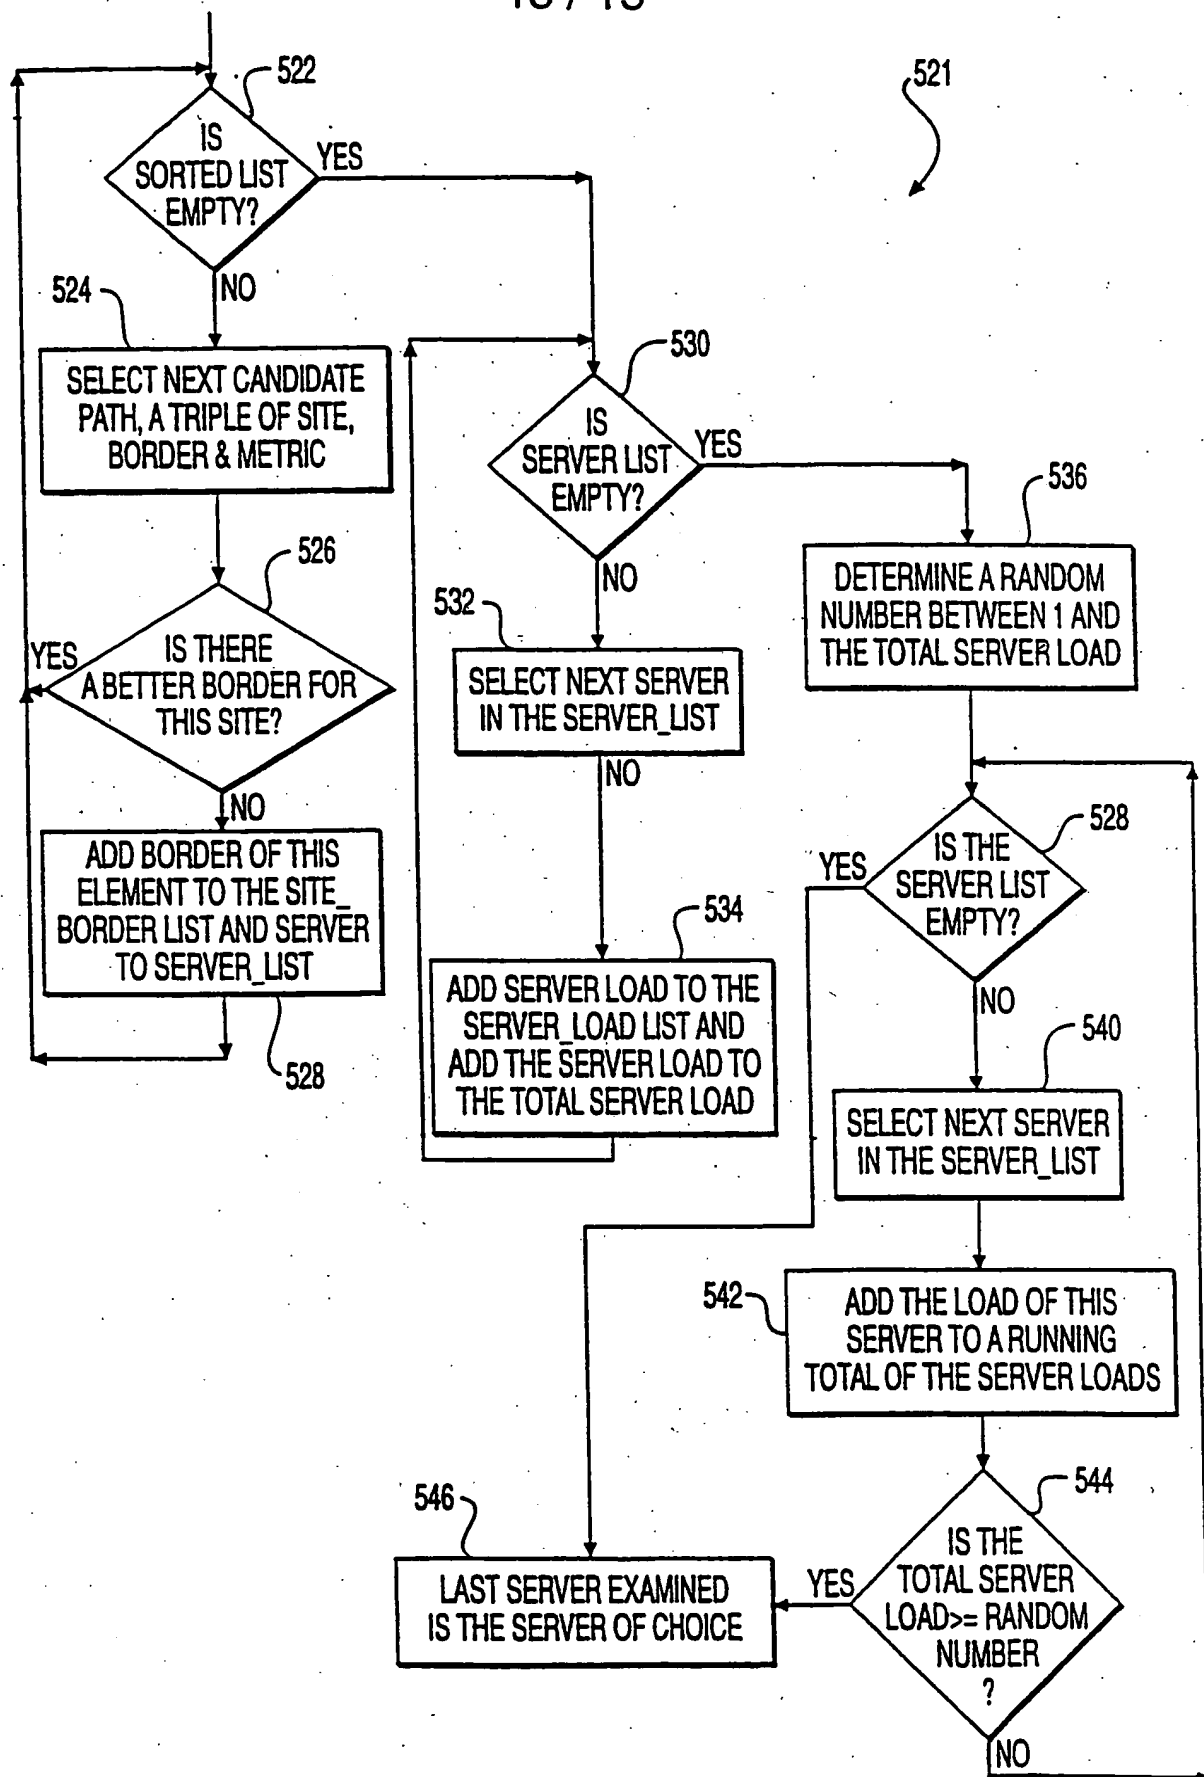 13 / 13
521
522
IS
SORTED LIST
EMPTY?
YES
NO
524
SELECT NEXT CANDIDATE
PATH, A TRIPLE OF SITE,
BORDER & METRIC
526
IS THERE
A BETTER BORDER FOR
THIS SITE?
YES
NO
ADD BORDER OF THIS
ELEMENT TO THE SITE_
BORDER LIST AND SERVER
TO SERVER_LIST
528
530
IS
SERVER LIST
EMPTY?
YES
NO
532
SELECT NEXT SERVER
IN THE SERVER_LIST
NO
534
ADD SERVER LOAD TO THE
SERVER_LOAD LIST AND
ADD THE SERVER LOAD TO
THE TOTAL SERVER LOAD
536
DETERMINE A RANDOM
NUMBER BETWEEN 1 AND
THE TOTAL SERVER LOAD
528
IS THE
SERVER LIST
EMPTY?
YES
NO
540
SELECT NEXT SERVER
IN THE SERVER_LIST
542
ADD THE LOAD OF THIS
SERVER TO A RUNNING
TOTAL OF THE SERVER LOADS
544
IS THE
TOTAL SERVER
LOAD>= RANDOM
NUMBER
?
YES
NO
546
LAST SERVER EXAMINED
IS THE SERVER OF CHOICE